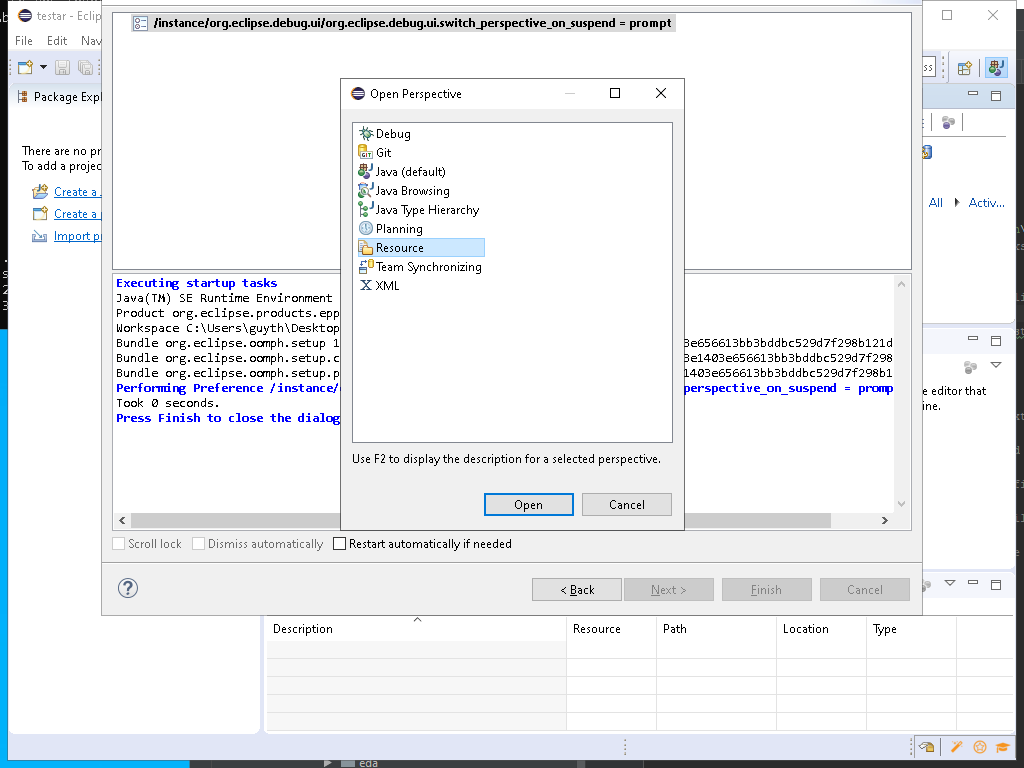 testar - Eclip
/instance/org.eclipse.debug.ui/org.eclipse.debug.ui.switch_perspective_on_suspend = prompt
File Edit Nav
ss
Package Expl
Open Perspective
There are no pr
To add a projec
Create a
Create a
Import pr
Debug
Git
Java (default)
Java Browsing
Java Type Hierarchy
Planning
Resource
Team Synchronizing
XML
All
Activ...
Executing startup tasks
Java(TM) SE Runtime Environment
Product org.eclipse.products.epp
Workspace C:\Users\guyth\Desktop
Bundle org.eclipse.oomph.setup 1
3e656613bb3bddbc529d7f298b121d
Bundle org.eclipse.oomph.setup.c
3e1403e656613bb3bddbc529d7f298
Bundle org.eclipse.oomph.setup.p
1403e656613bb3bddbc529d7f298b1
Performing Preference /instance/
perspective_on_suspend = promp
Took 0 seconds.
Press Finish to close the dialog
e editor that
ine.
Use F2 to display the description for a selected perspective.
Open
Cancel
Scroll lock
Dismiss automatically
Restart automatically if needed
?
< Back
Next >
Finish
Cancel
Description
Resource
Path
Location
Type
eda